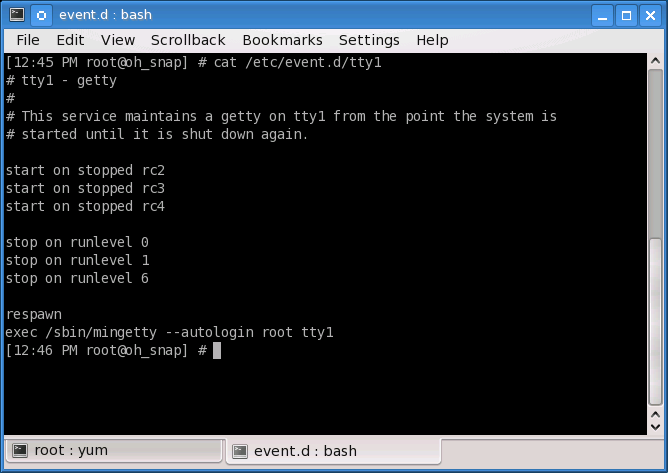 event.d : bash
File Edit View Scrollback Bookmarks Settings Help
[12:45 PM root@oh_snap] # cat /etc/event.d/tty1
# tty1 - getty
#
# This service maintains a getty on tty1 from the point the system is
# started until it is shut down again.
start on stopped rc2
start on stopped rc3
start on stopped rc4
stop on runlevel 0
stop on runlevel 1
stop on runlevel 6
respawn
exec /sbin/mingetty --autologin root tty1
[12:46 PM root@oh_snap] #
root : yum
event.d : bash